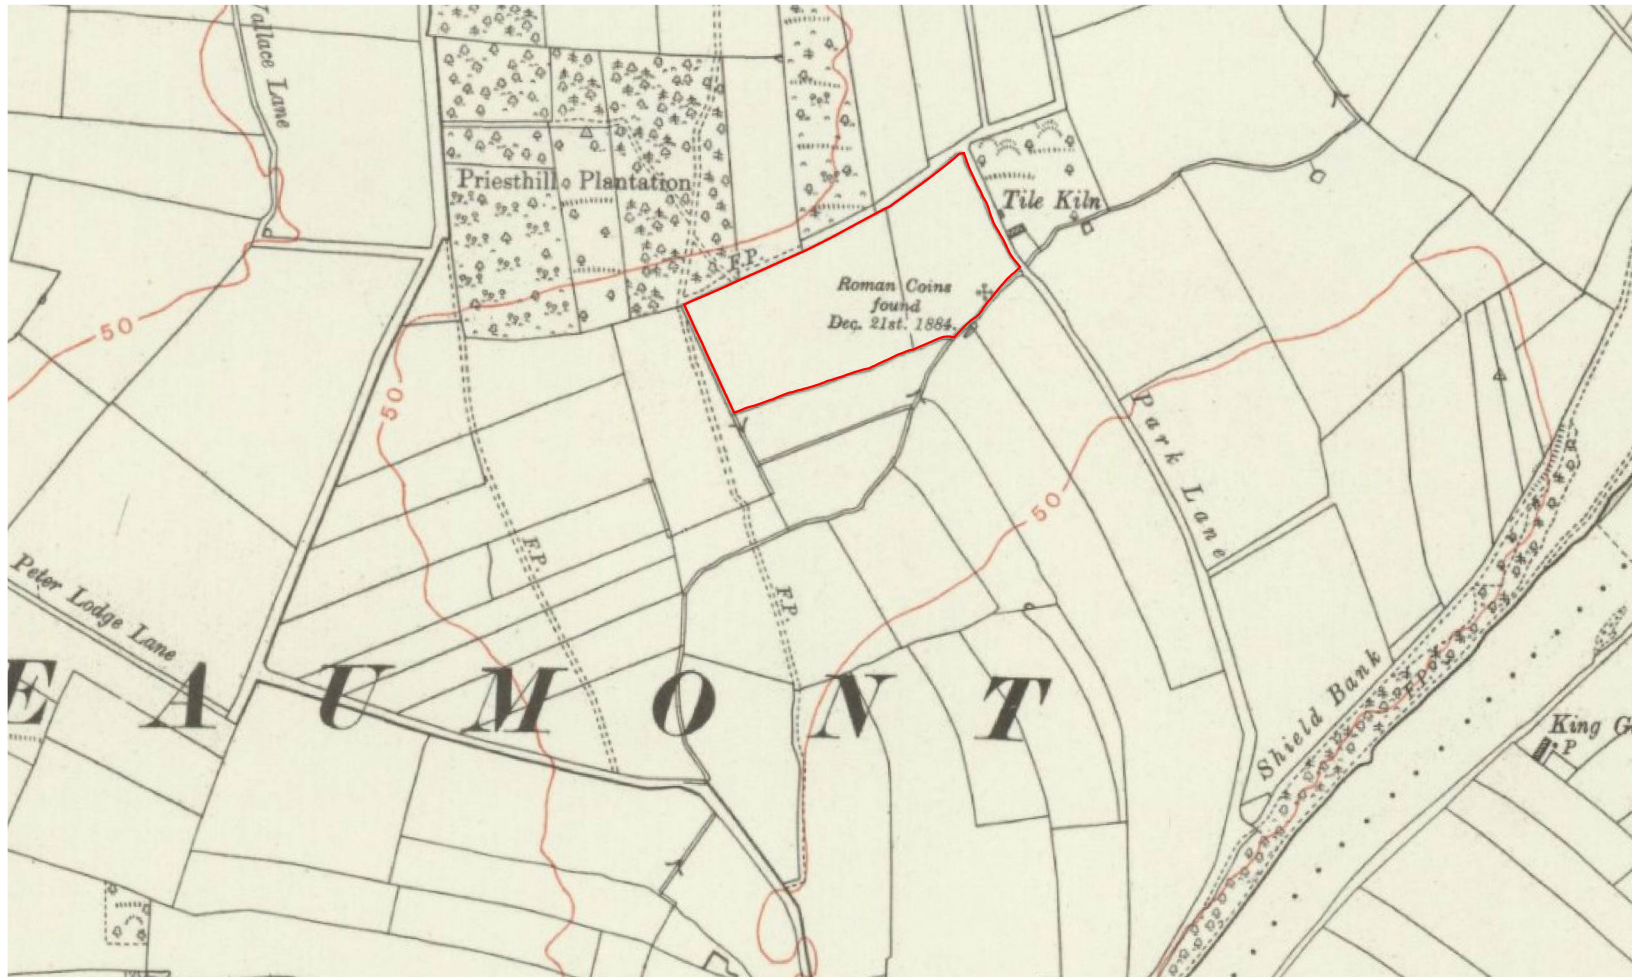 Wallace Lane
Priesthill Plantation
Tile Kiln
F.P.
Roman Coins
found
Dec. 21st. 1884.
50
50
Park Lane
50
F.P.
F.P.
Peter Lodge Lane
EAUMONT
Shield Bank
F.P.
King G
P